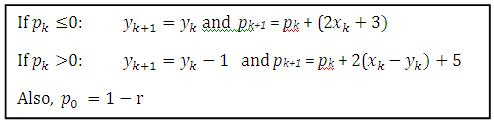 If pₖ ≤0: yₖ₊₁ = yₖ and pₖ₊₁ = pₖ + (2xₖ + 3)
If pₖ >0: yₖ₊₁ = yₖ − 1 and pₖ₊₁ = pₖ + 2(xₖ − yₖ) + 5
Also, p₀ = 1 − r